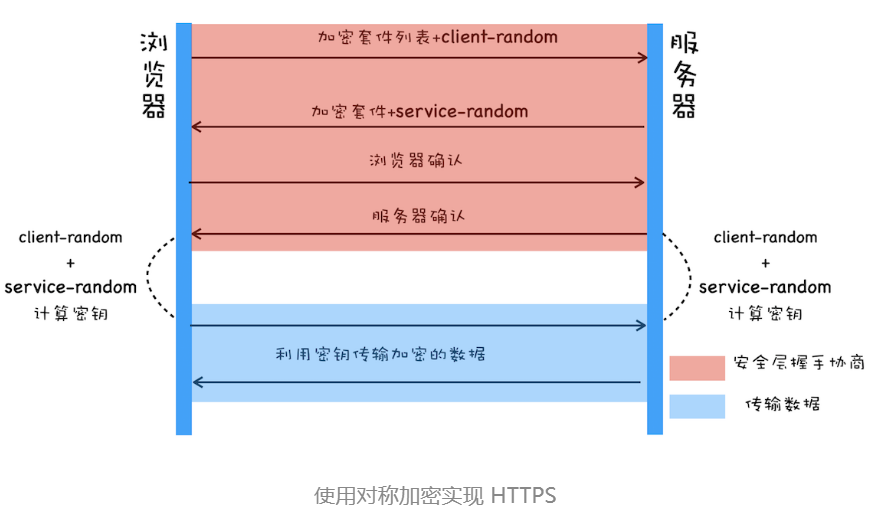 浏览器
服务器
加密套件列表+client-random
加密套件+service-random
浏览器确认
服务器确认
client-random
+
service-random
计算密钥
client-random
+
service-random
计算密钥
利用密钥传输加密的数据
安全层握手协商
传输数据
使用对称加密实现 HTTPS